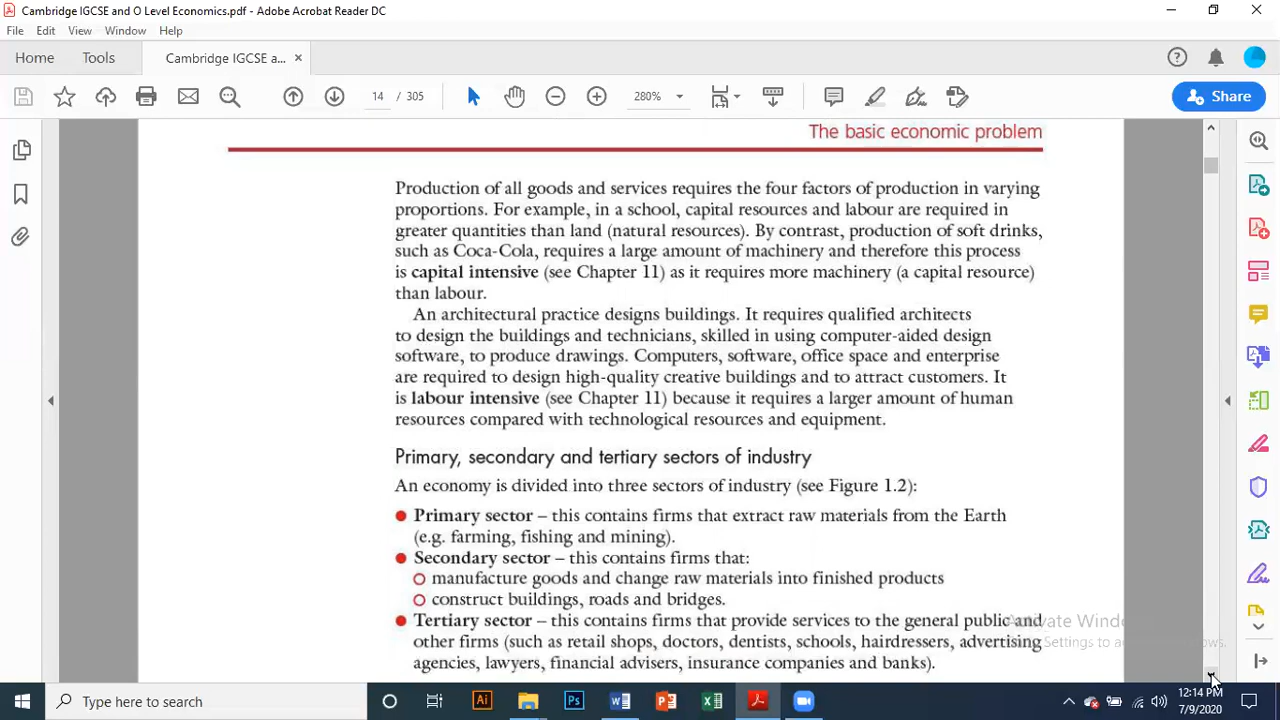 Cambridge IGCSE and O Level Economics.pdf - Adobe Acrobat Reader DC
File Edit View Window Help
Home Tools Cambridge IGCSE and O Level Economics... ×
14 / 305 280% Share
The basic economic problem
Production of all goods and services requires the four factors of production in varying
proportions. For example, in a school, capital resources and labour are required in
greater quantities than land (natural resources). By contrast, production of soft drinks,
such as Coca-Cola, requires a large amount of machinery and therefore this process
is capital intensive (see Chapter 11) as it requires more machinery (a capital resource)
than labour.
An architectural practice designs buildings. It requires qualified architects
to design the buildings and technicians, skilled in using computer-aided design
software, to produce drawings. Computers, software, office space and enterprise
are required to design high-quality creative buildings and to attract customers. It
is labour intensive (see Chapter 11) because it requires a larger amount of human
resources compared with technological resources and equipment.
Primary, secondary and tertiary sectors of industry
An economy is divided into three sectors of industry (see Figure 1.2):
● Primary sector – this contains firms that extract raw materials from the Earth
(e.g. farming, fishing and mining).
● Secondary sector – this contains firms that:
○ manufacture goods and change raw materials into finished products
○ construct buildings, roads and bridges.
● Tertiary sector – this contains firms that provide services to the general public and
other firms (such as retail shops, doctors, dentists, schools, hairdressers, advertising
agencies, lawyers, financial advisers, insurance companies and banks).
Activate
Settings to
Type here to search
12:14 PM
7/9/2020